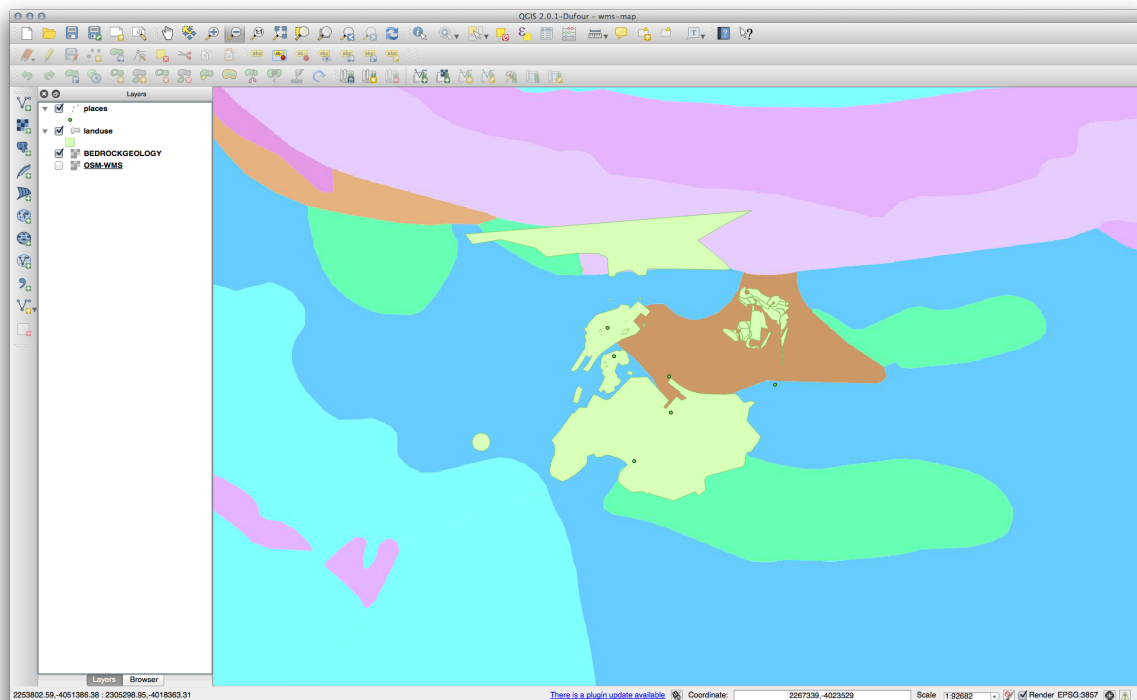 QGIS 2.0.1-Dufour - wms-map
Layers
places
landuse
BEDROCKGEOLOGY
OSM-WMS
Layers Browser
2253802.59,-4051386.38 : 2305298.95,-4018363.31 There is a plugin update available Coordinate: 2267339,-4023529 Scale 1:92682 Render EPSG:3857